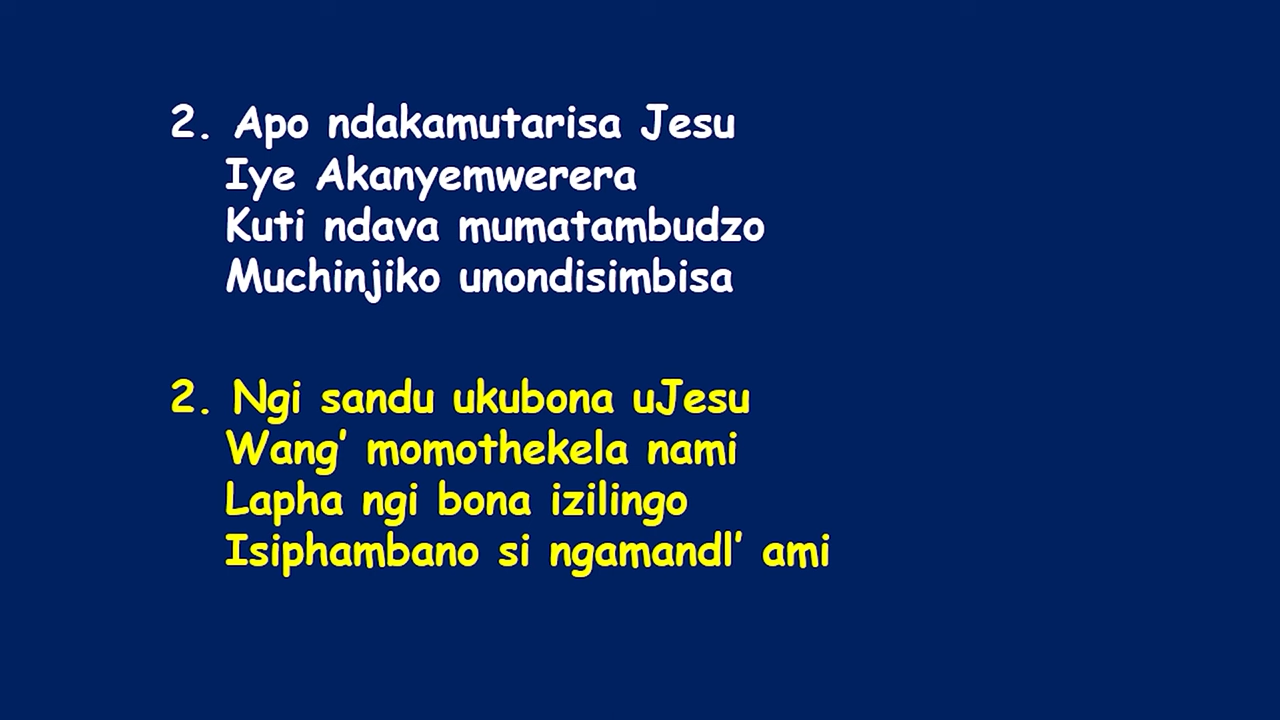 2. Apo ndakamutarisa Jesu
Iye Akanyemwerera
Kuti ndava mumatambudzo
Muchinjiko unondisimbisa
2. Ngi sandu ukubona uJesu
Wang’ momothekela nami
Lapha ngi bona izilingo
Isiphambano si ngamandl’ ami